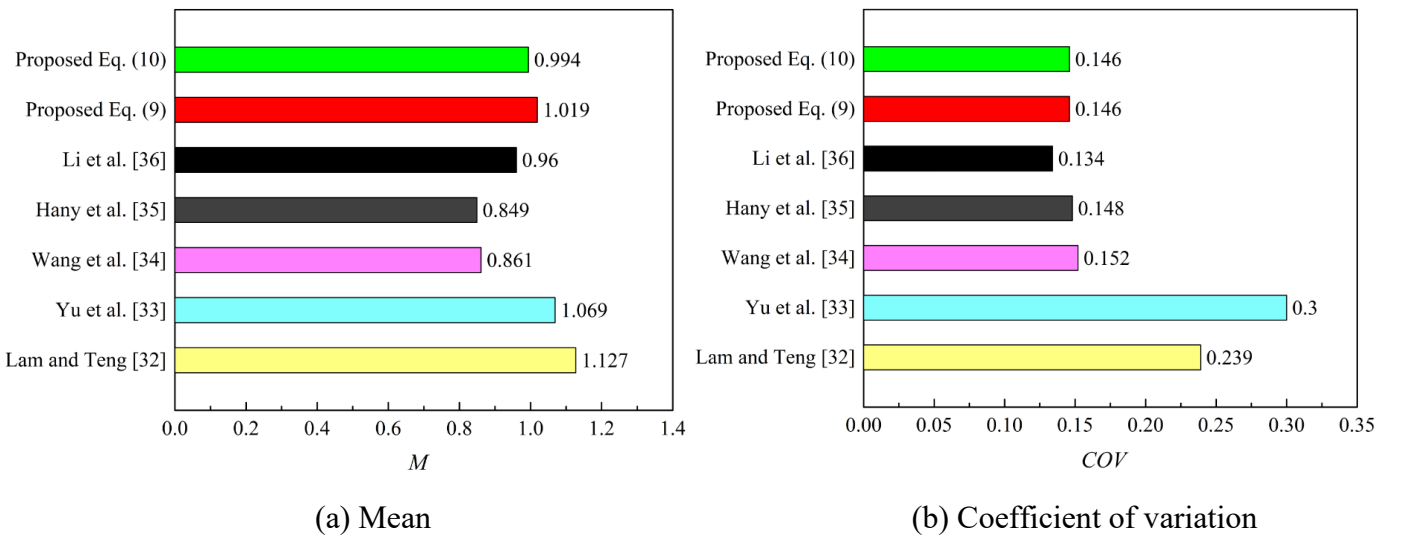 Proposed Eq. (10) 0.994
Proposed Eq. (9) 1.019
Li et al. [36] 0.96
Hany et al. [35] 0.849
Wang et al. [34] 0.861
Yu et al. [33] 1.069
Lam and Teng [32] 1.127
0.0 0.2 0.4 0.6 0.8 1.0 1.2 1.4
M
(a) Mean
Proposed Eq. (10) 0.146
Proposed Eq. (9) 0.146
Li et al. [36] 0.134
Hany et al. [35] 0.148
Wang et al. [34] 0.152
Yu et al. [33] 0.3
Lam and Teng [32] 0.239
0.00 0.05 0.10 0.15 0.20 0.25 0.30 0.35
COV
(b) Coefficient of variation